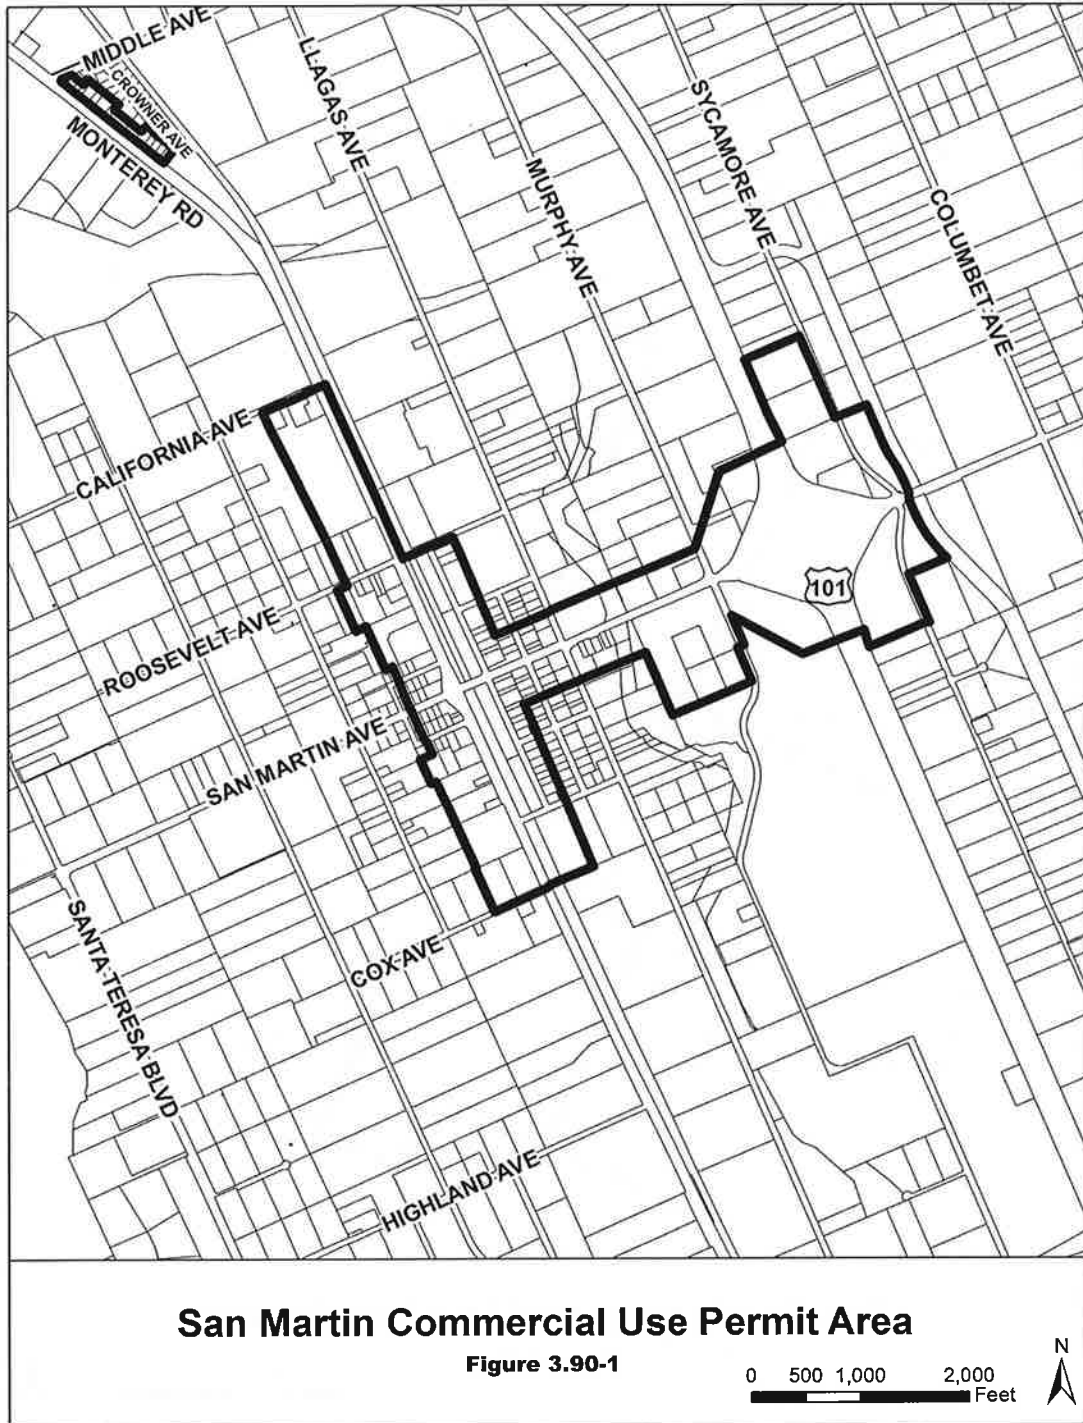 MIDDLE AVE
CROWNER AVE
MONTEREY RD
LLAGAS AVE
MURPHY AVE
SYCAMORE AVE
COLUMBET AVE
CALIFORNIA AVE
ROOSEVELT AVE
SAN MARTIN AVE
101
SANTA TERESA BLVD
COX AVE
HIGHLAND AVE
San Martin Commercial Use Permit Area
Figure 3.90-1
N
0 500 1,000 2,000
Feet